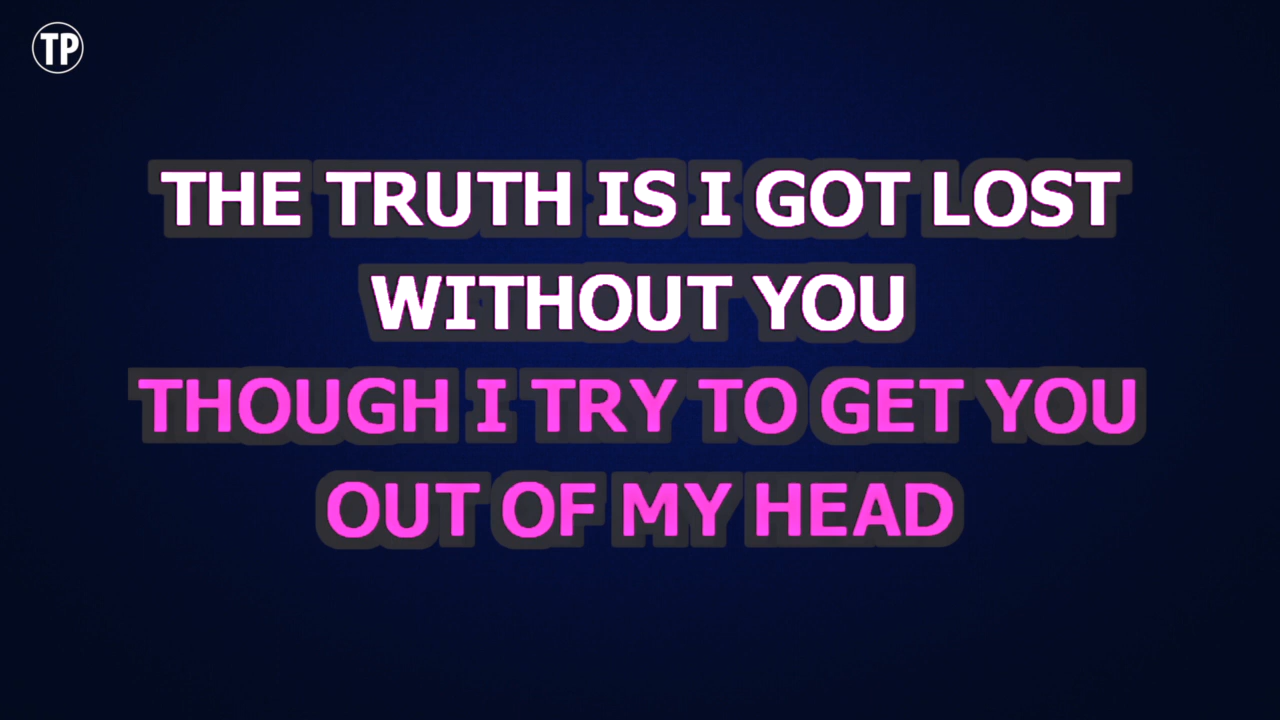 TP
THE TRUTH IS I GOT LOST
WITHOUT YOU
THOUGH I TRY TO GET YOU
OUT OF MY HEAD